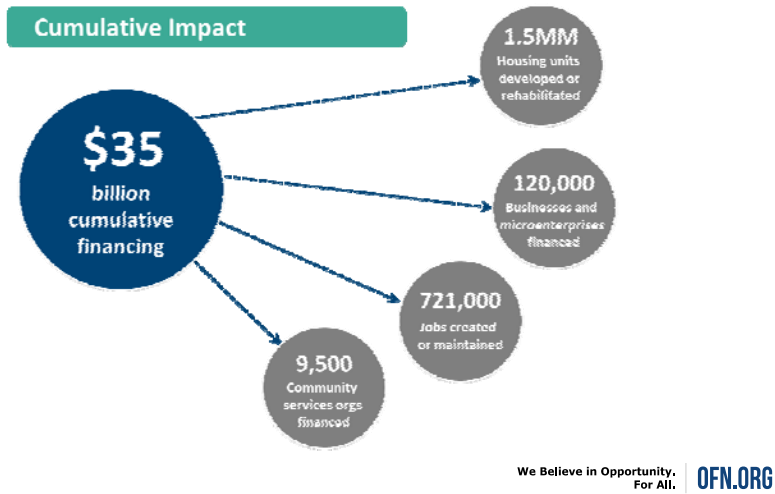 Cumulative Impact
$35
billion
cumulative
financing
1.5MM
Housing units
developed or
rehabilitated
120,000
Businesses and
microenterprises
financed
721,000
Jobs created
or maintained
9,500
Community
services orgs
financed
We Believe in Opportunity.
For All.
OFN.ORG